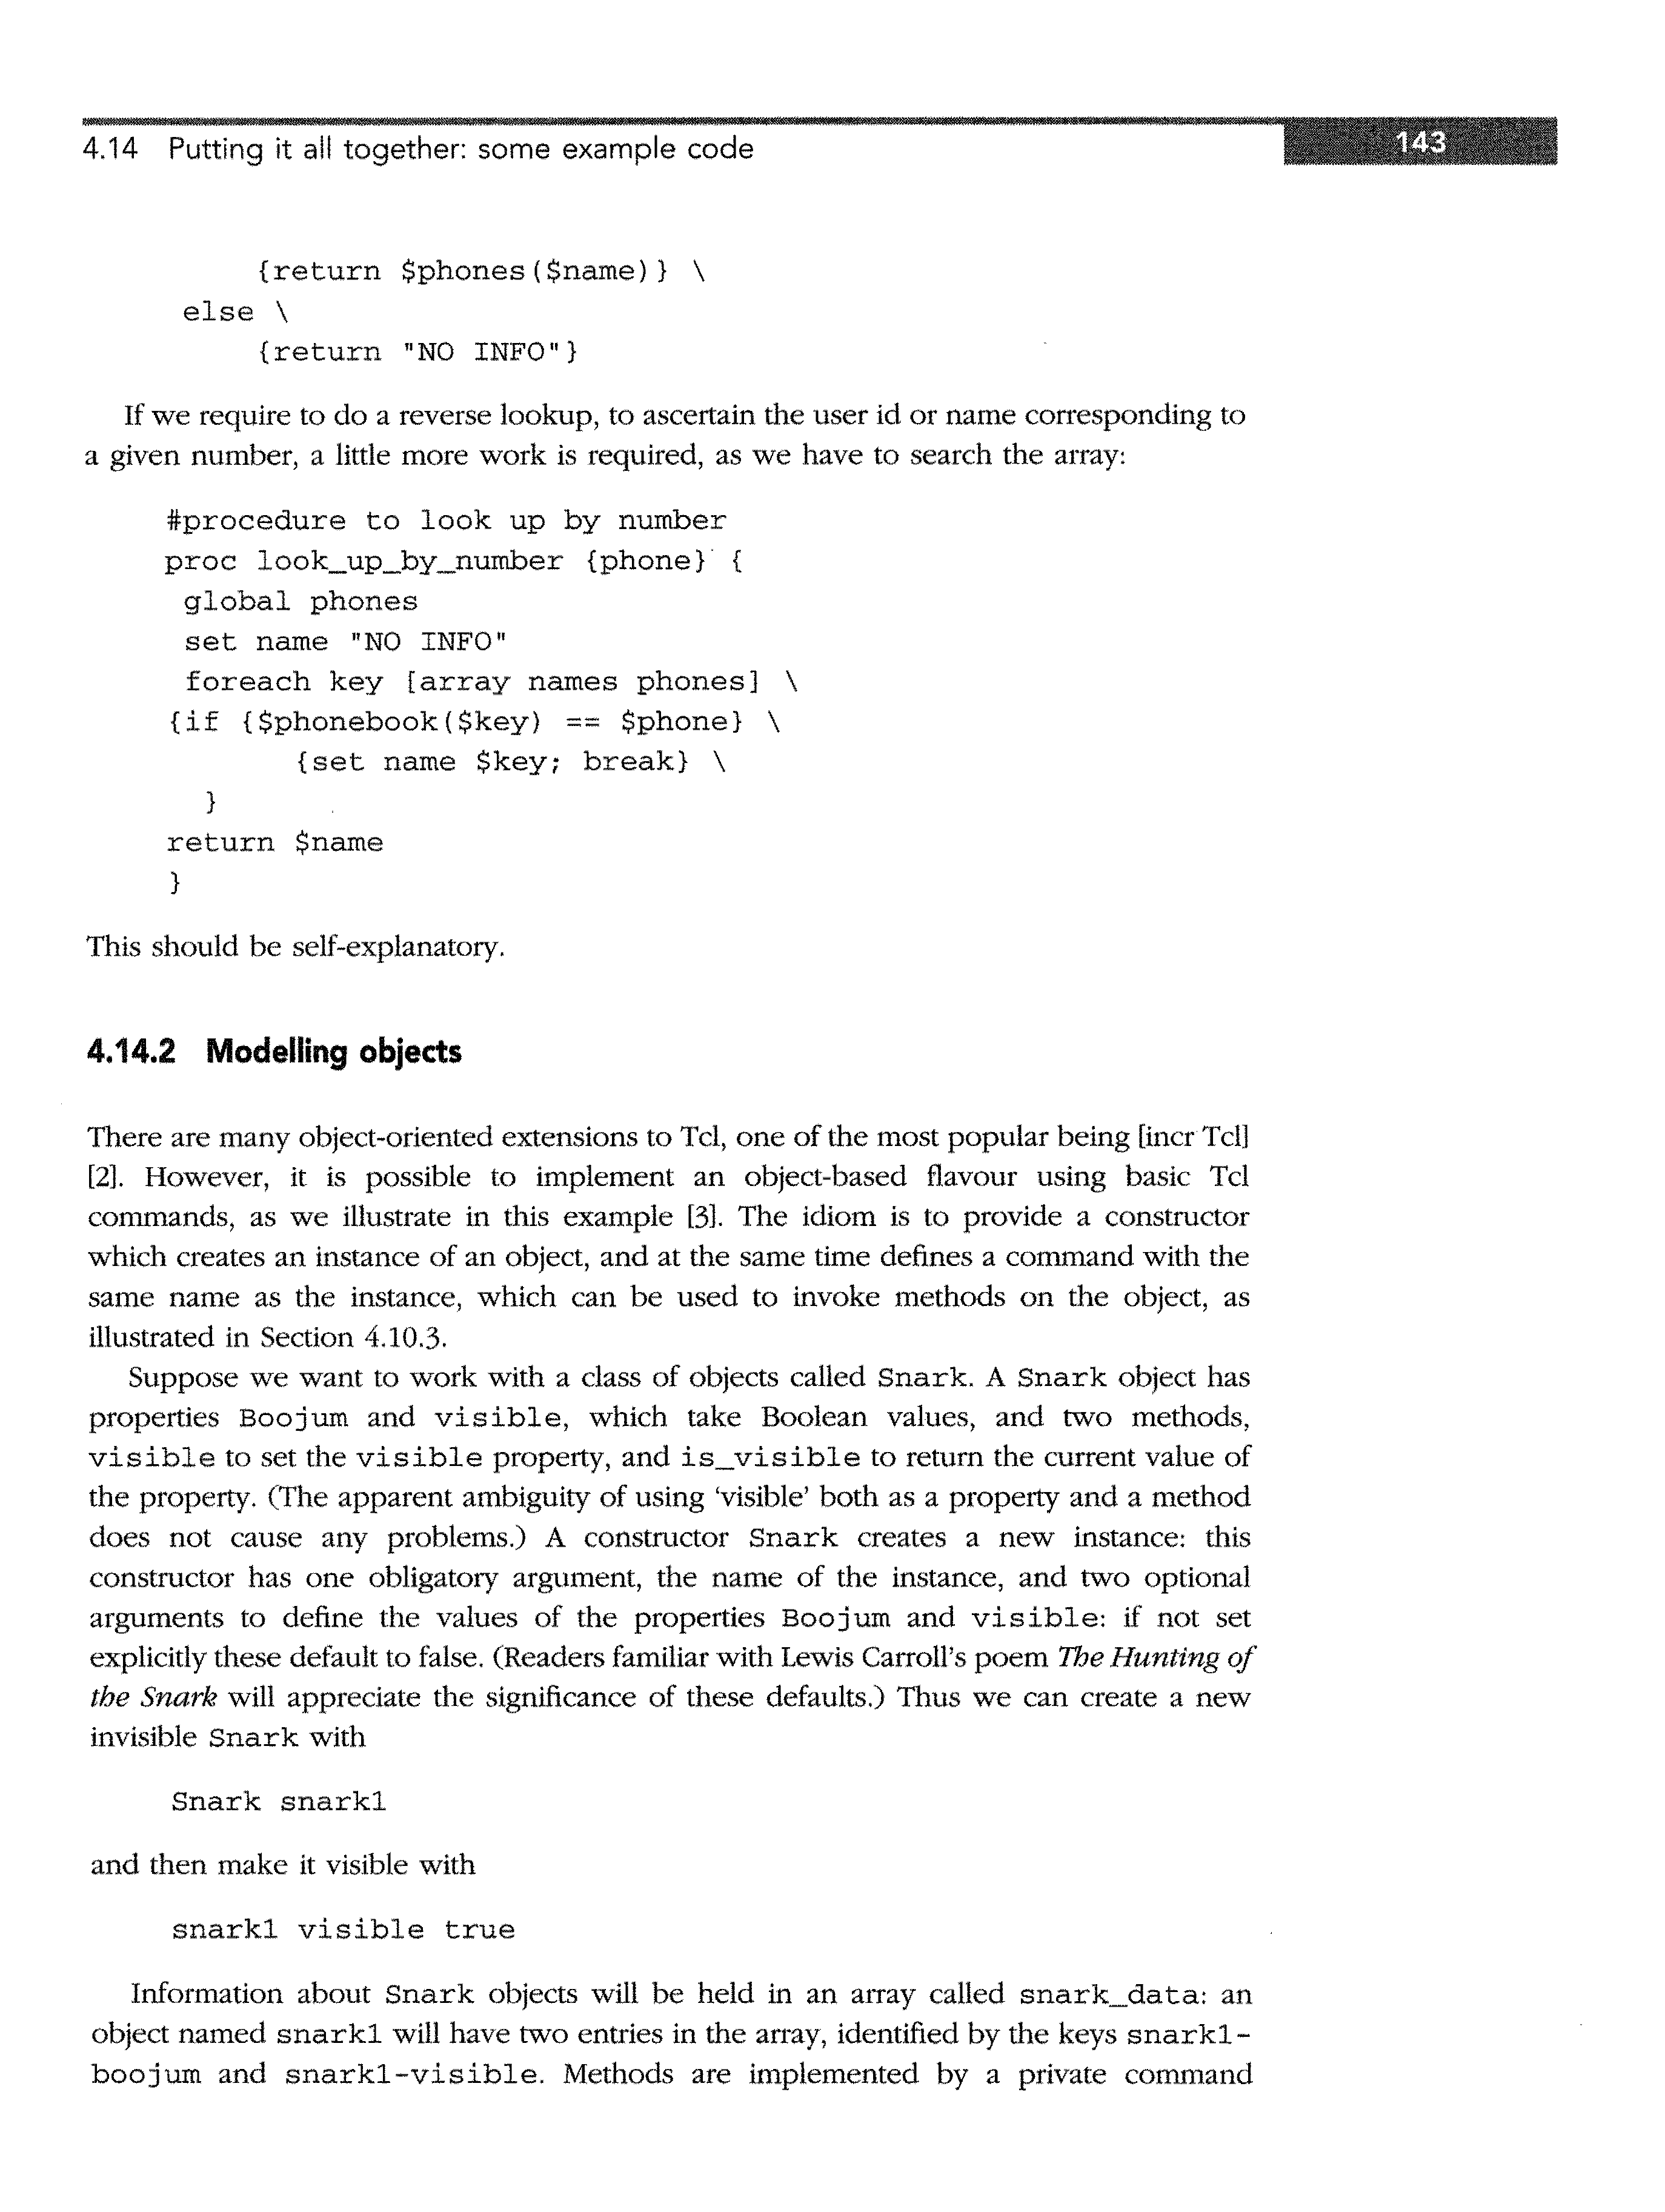 4.14 Putting it all together: some example code
143
{return $phones($name)} \
else \
{return "NO INFO"}
If we require to do a reverse lookup, to ascertain the user id or name corresponding to
a given number, a little more work is required, as we have to search the array:
#procedure to look up by number
proc look_up_by_number {phone} {
global phones
set name "NO INFO"
foreach key [array names phones] \
{if {$phonebook($key) == $phone} \
{set name $key; break} \
}
return $name
}
This should be self-explanatory.
4.14.2 Modelling objects
There are many object-oriented extensions to Tcl, one of the most popular being [incr Tcl]
[2]. However, it is possible to implement an object-based flavour using basic Tcl
commands, as we illustrate in this example [3]. The idiom is to provide a constructor
which creates an instance of an object, and at the same time defines a command with the
same name as the instance, which can be used to invoke methods on the object, as
illustrated in Section 4.10.3.
Suppose we want to work with a class of objects called Snark. A Snark object has
properties Boojum and visible, which take Boolean values, and two methods,
visible to set the visible property, and is_visible to return the current value of
the property. (The apparent ambiguity of using ‘visible’ both as a property and a method
does not cause any problems.) A constructor Snark creates a new instance: this
constructor has one obligatory argument, the name of the instance, and two optional
arguments to define the values of the properties Boojum and visible: if not set
explicitly these default to false. (Readers familiar with Lewis Carroll’s poem The Hunting of
the Snark will appreciate the significance of these defaults.) Thus we can create a new
invisible Snark with
Snark snark1
and then make it visible with
snark1 visible true
Information about Snark objects will be held in an array called snark_data: an
object named snark1 will have two entries in the array, identified by the keys snark1-
boojum and snark1-visible. Methods are implemented by a private command